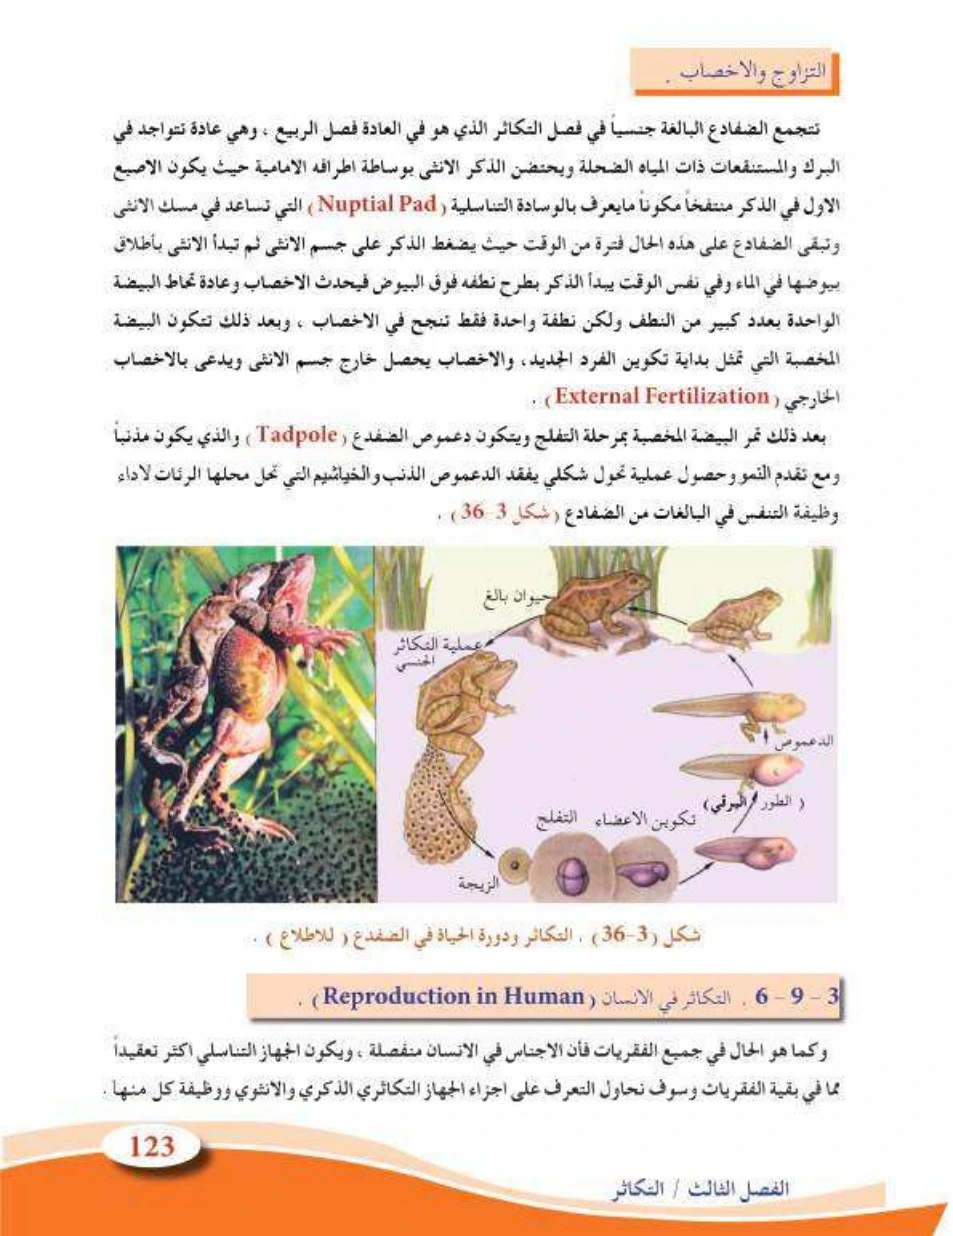 التزاوج والاخصاب .
تتجمع الضفادع البالغة جنسياً في فصل التكاثر الذي هو في العادة فصل الربيع ، وهي عادة تتواجد في
البرك والمستنقعات ذات المياه الضحلة ويحتضن الذكر الانثى بوساطة اطرافه الامامية حيث يكون الاصبع
الاول في الذكر منتفخاً مكوناً مايعرف بالوسادة التناسلية ( Nuptial Pad ) التي تساعد في مسك الانثى
وتبقى الضفادع على هذه الحال فترة من الوقت حيث يضغط الذكر على جسم الانثى ثم تبدأ الانثى بأطلاق
بيوضها في الماء وفي نفس الوقت يبدأ الذكر بطرح نطفه فوق البيوض فيحدث الاخصاب وعادة تحاط البيضة
الواحدة بعدد كبير من النطف ولكن نطفة واحدة فقط تنجح في الاخصاب ، وبعد ذلك تتكون البيضة
المخصبة التي تمثل بداية تكوين الفرد الجديد، والاخصاب يحصل خارج جسم الانثى ويدعى بالاخصاب
الخارجي ( External Fertilization ) .
بعد ذلك تمر البيضة المخصبة بمرحلة التفلج ويتكون دعموص الضفدع ( Tadpole ) والذي يكون مذنباً
ومع تقدم النمو وحصول عملية تحول شكلي يفقد الدعموص الذنب والخياشيم التي تحل محلها الرئات لاداء
وظيفة التنفس في البالغات من الضفادع ( شكل 3-36 ) .
حيوان بالغ
عملية التكاثر
الجنسي
الدعموص
( الطور اليرقي)
تكوين الاعضاء
التفلج
الزيجة
شكل ( 3-36 ) . التكاثر ودورة الحياة في الضفدع ( للاطلاع ) .
3 - 9 - 6 . التكاثر في الانسان ( Reproduction in Human ) .
وكما هو الحال في جميع الفقريات فأن الاجناس في الانسان منفصلة ، ويكون الجهاز التناسلي اكثر تعقيداً
مما في بقية الفقريات وسوف نحاول التعرف على اجزاء الجهاز التكاثري الذكري والانثوي ووظيفة كل منها .
123
الفصل الثالث / التكاثر